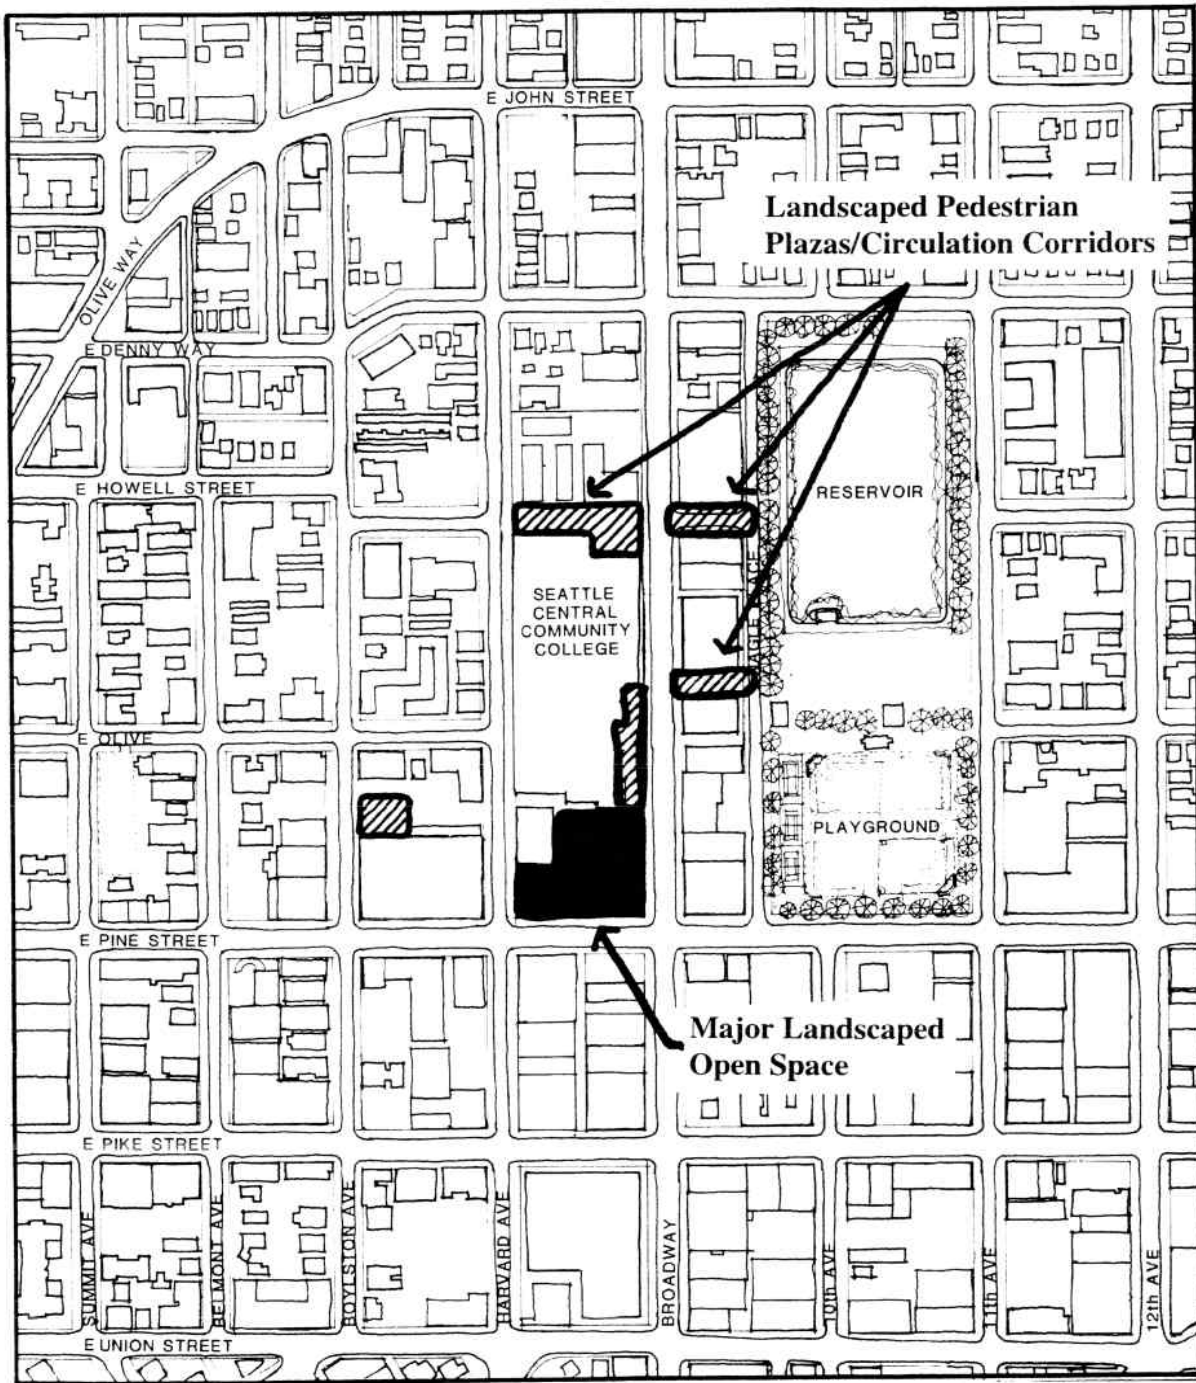 E JOHN STREET
Landscaped Pedestrian
Plazas/Circulation Corridors
OLIVE WAY
E DENNY WAY
E HOWELL STREET
RESERVOIR
SEATTLE
CENTRAL
COMMUNITY
COLLEGE
E OLIVE
PLAYGROUND
E PINE STREET
Major Landscaped
Open Space
E PIKE STREET
SUMMIT AVE
BELMONT AVE
BOYLSTON AVE
HARVARD AVE
BROADWAY
10th AVE
11th AVE
12th AVE
E UNION STREET